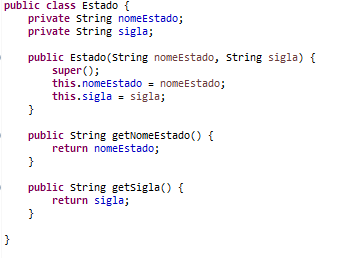 public class Estado {
private String nomeEstado;
private String sigla;
public Estado(String nomeEstado, String sigla) {
super();
this.nomeEstado = nomeEstado;
this.sigla = sigla;
}
public String getNomeEstado() {
return nomeEstado;
}
public String getSigla() {
return sigla;
}
}